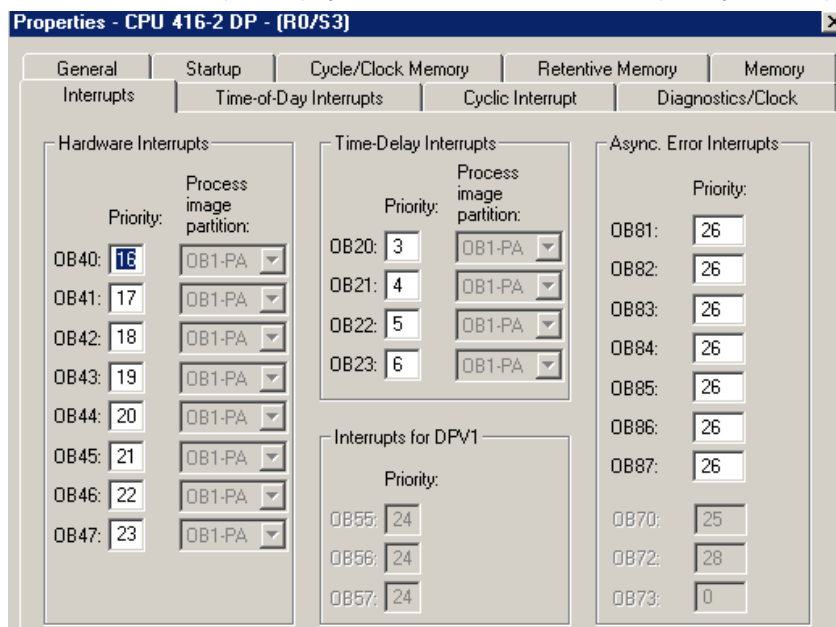 Properties - CPU 416-2 DP - (R0/S3)
General Startup Cycle/Clock Memory Retentive Memory Memory
Interrupts Time-of-Day Interrupts Cyclic Interrupt Diagnostics/Clock
Hardware Interrupts
Priority: Process image partition:
OB40: 16 OB1-PA
OB41: 17 OB1-PA
OB42: 18 OB1-PA
OB43: 19 OB1-PA
OB44: 20 OB1-PA
OB45: 21 OB1-PA
OB46: 22 OB1-PA
OB47: 23 OB1-PA
Time-Delay Interrupts
Priority: Process image partition:
OB20: 3 OB1-PA
OB21: 4 OB1-PA
OB22: 5 OB1-PA
OB23: 6 OB1-PA
Interrupts for DPV1
Priority:
OB55: 24
OB56: 24
OB57: 24
Async. Error Interrupts
Priority:
OB81: 26
OB82: 26
OB83: 26
OB84: 26
OB85: 26
OB86: 26
OB87: 26
OB70: 25
OB72: 28
OB73: 0